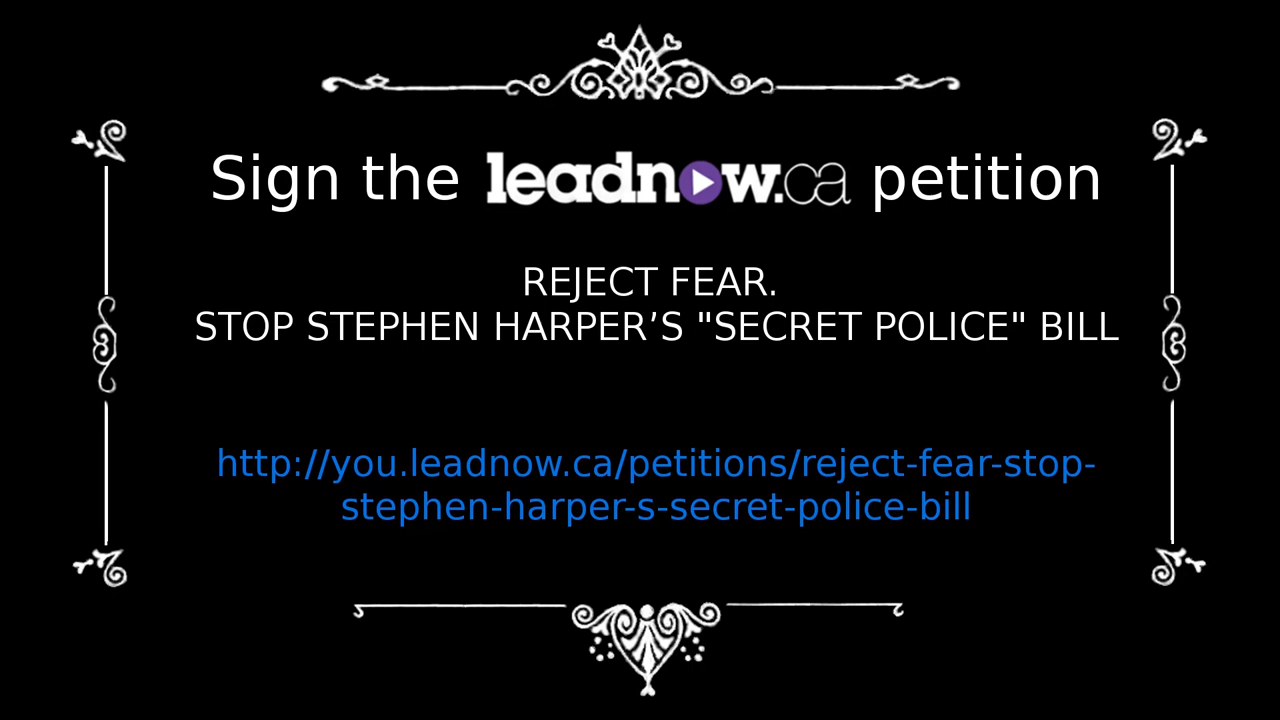 Sign the leadnow.ca petition
REJECT FEAR.
STOP STEPHEN HARPER’S "SECRET POLICE" BILL
http://you.leadnow.ca/petitions/reject-fear-stop-
stephen-harper-s-secret-police-bill